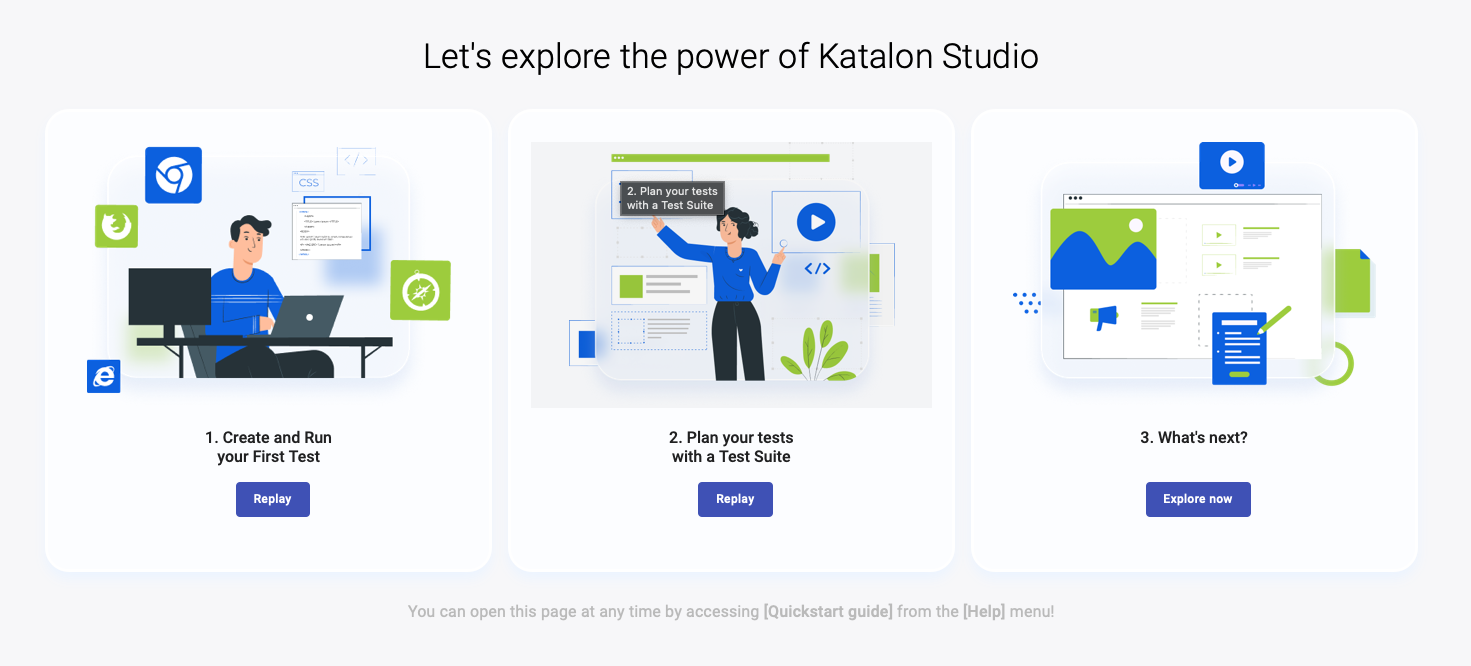 Let's explore the power of Katalon Studio
</>
CSS
2. Plan your tests
with a Test Suite
</>
1. Create and Run
your First Test
Replay
2. Plan your tests
with a Test Suite
Replay
3. What's next?
Explore now
You can open this page at any time by accessing [Quickstart guide] from the [Help] menu!